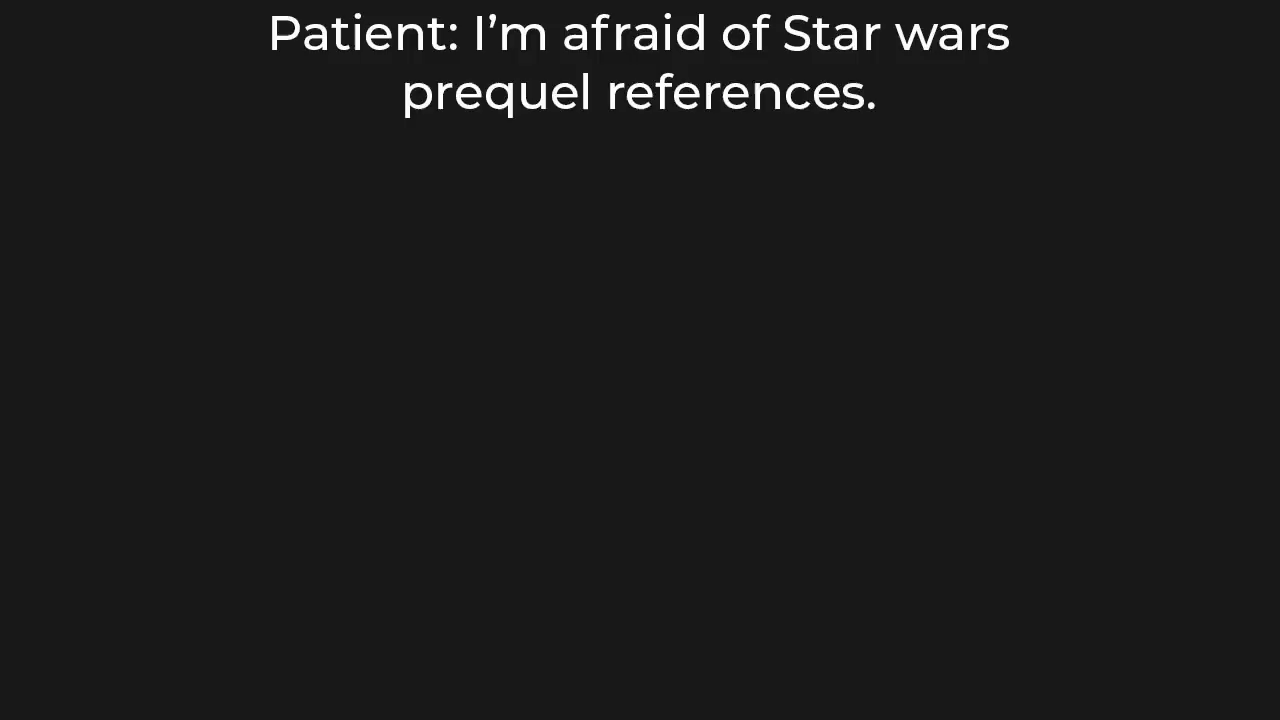 Patient: I’m afraid of Star wars
prequel references.